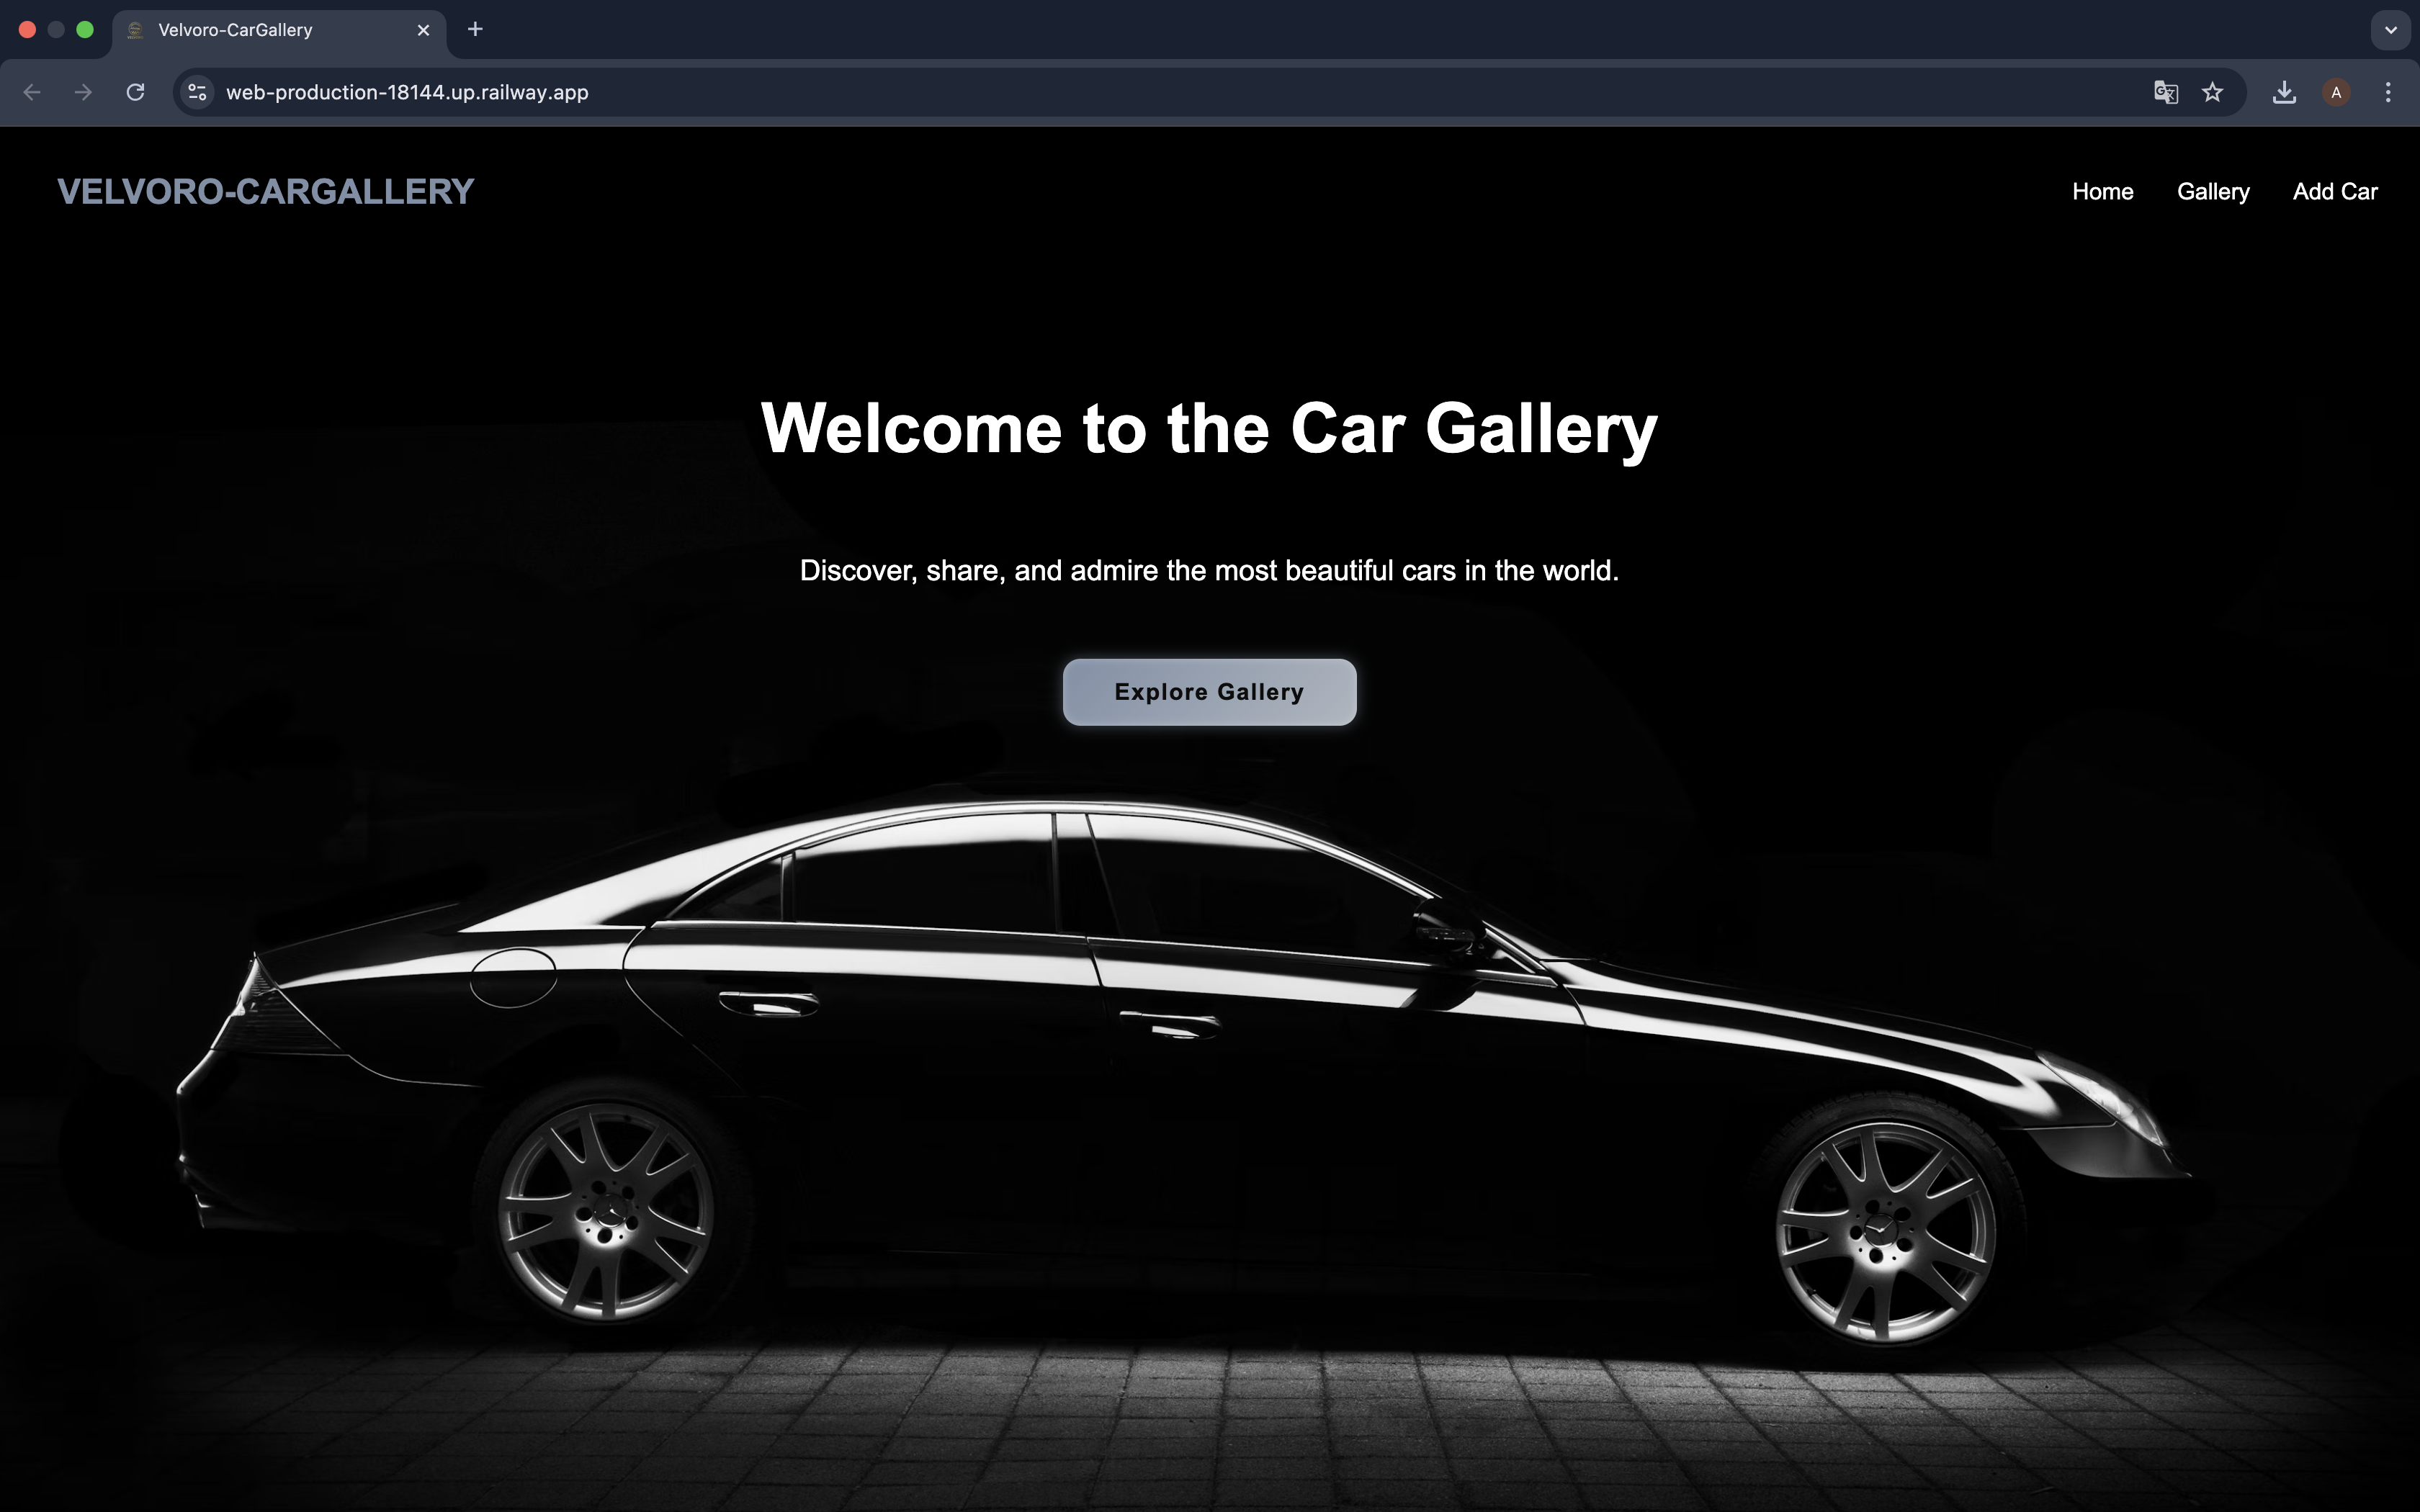 Velvoro-CarGallery
web-production-18144.up.railway.app
A
VELVORO-CARGALLERY
Home Gallery Add Car
Welcome to the Car Gallery
Discover, share, and admire the most beautiful cars in the world.
Explore Gallery